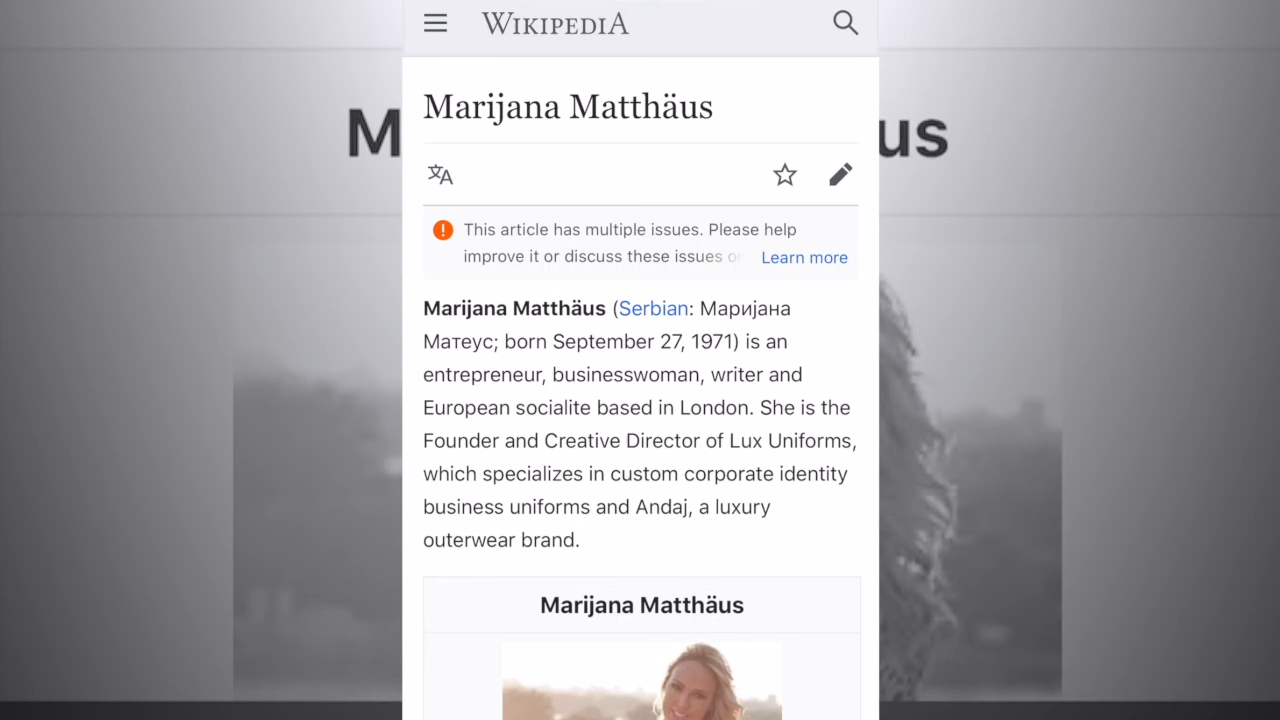 WIKIPEDIA
Marijana Matthäus
This article has multiple issues. Please help
improve it or discuss these issues
Learn more
Marijana Matthäus (Serbian: Маријана
Матеус; born September 27, 1971) is an
entrepreneur, businesswoman, writer and
European socialite based in London. She is the
Founder and Creative Director of Lux Uniforms,
which specializes in custom corporate identity
business uniforms and Andaj, a luxury
outerwear brand.
Marijana Matthäus